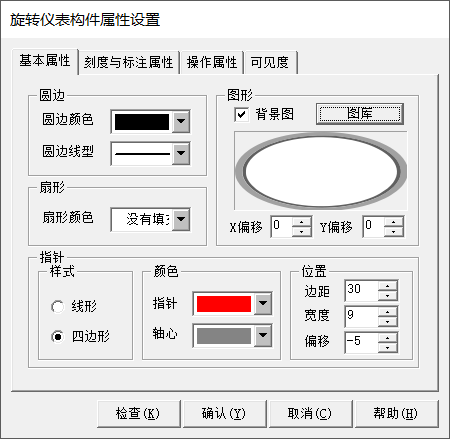 旋转仪表构件属性设置
基本属性 刻度与标注属性 操作属性 可见度
圆边
圆边颜色
圆边线型
扇形
扇形颜色 没有填
图形
背景图 图库
X偏移 0 Y偏移 0
指针
样式
线形
四边形
颜色
指针
轴心
位置
边距 30
宽度 9
偏移 -5
检查(K) 确认(Y) 取消(C) 帮助(H)